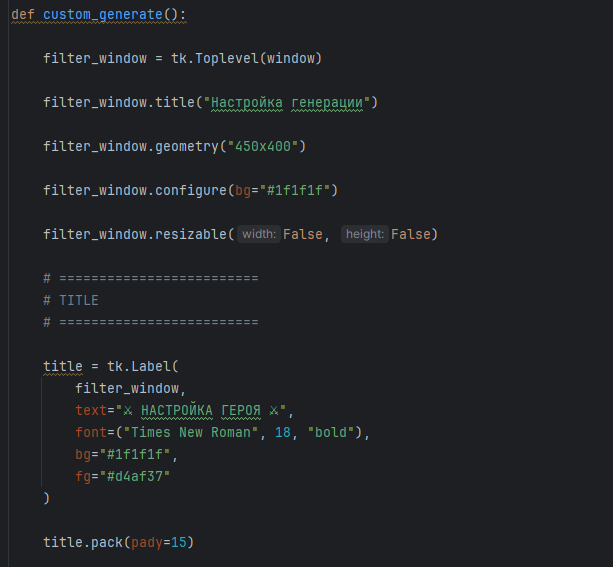 def custom_generate():
filter_window = tk.Toplevel(window)
filter_window.title("Настройка генерации")
filter_window.geometry("450x400")
filter_window.configure(bg="#1f1f1f")
filter_window.resizable(width: False, height: False)
# =========================
# TITLE
# =========================
title = tk.Label(
filter_window,
text="⚔ НАСТРОЙКА ГЕРОЯ ⚔",
font=("Times New Roman", 18, "bold"),
bg="#1f1f1f",
fg="#d4af37"
)
title.pack(pady=15)